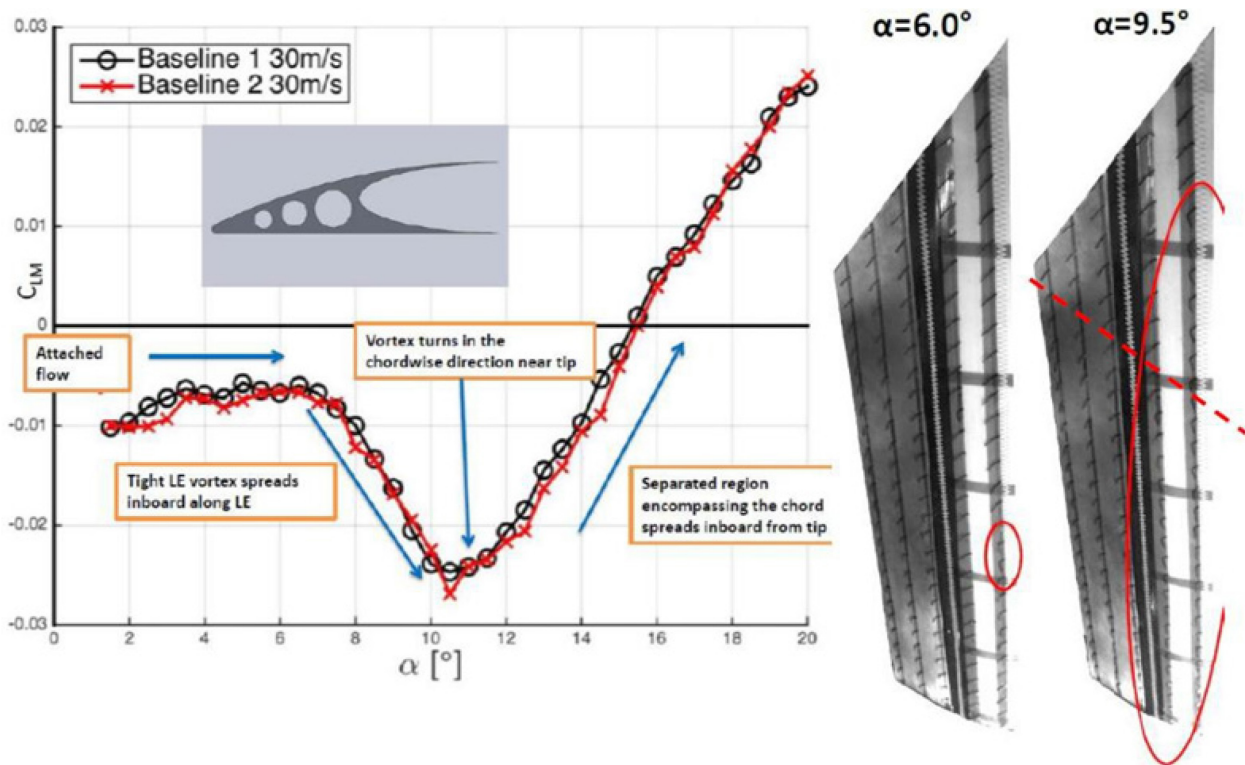 0.03
0.02
0.01
0
-0.01
-0.02
-0.03
C_LM
Baseline 1 30m/s
Baseline 2 30m/s
Attached
flow
Vortex turns in the
chordwise direction near tip
Tight LE vortex spreads
inboard along LE
Separated region
encompassing the chord
spreads inboard from tip
0 2 4 6 8 10 12 14 16 18 20
α [°]
α=6.0°
α=9.5°